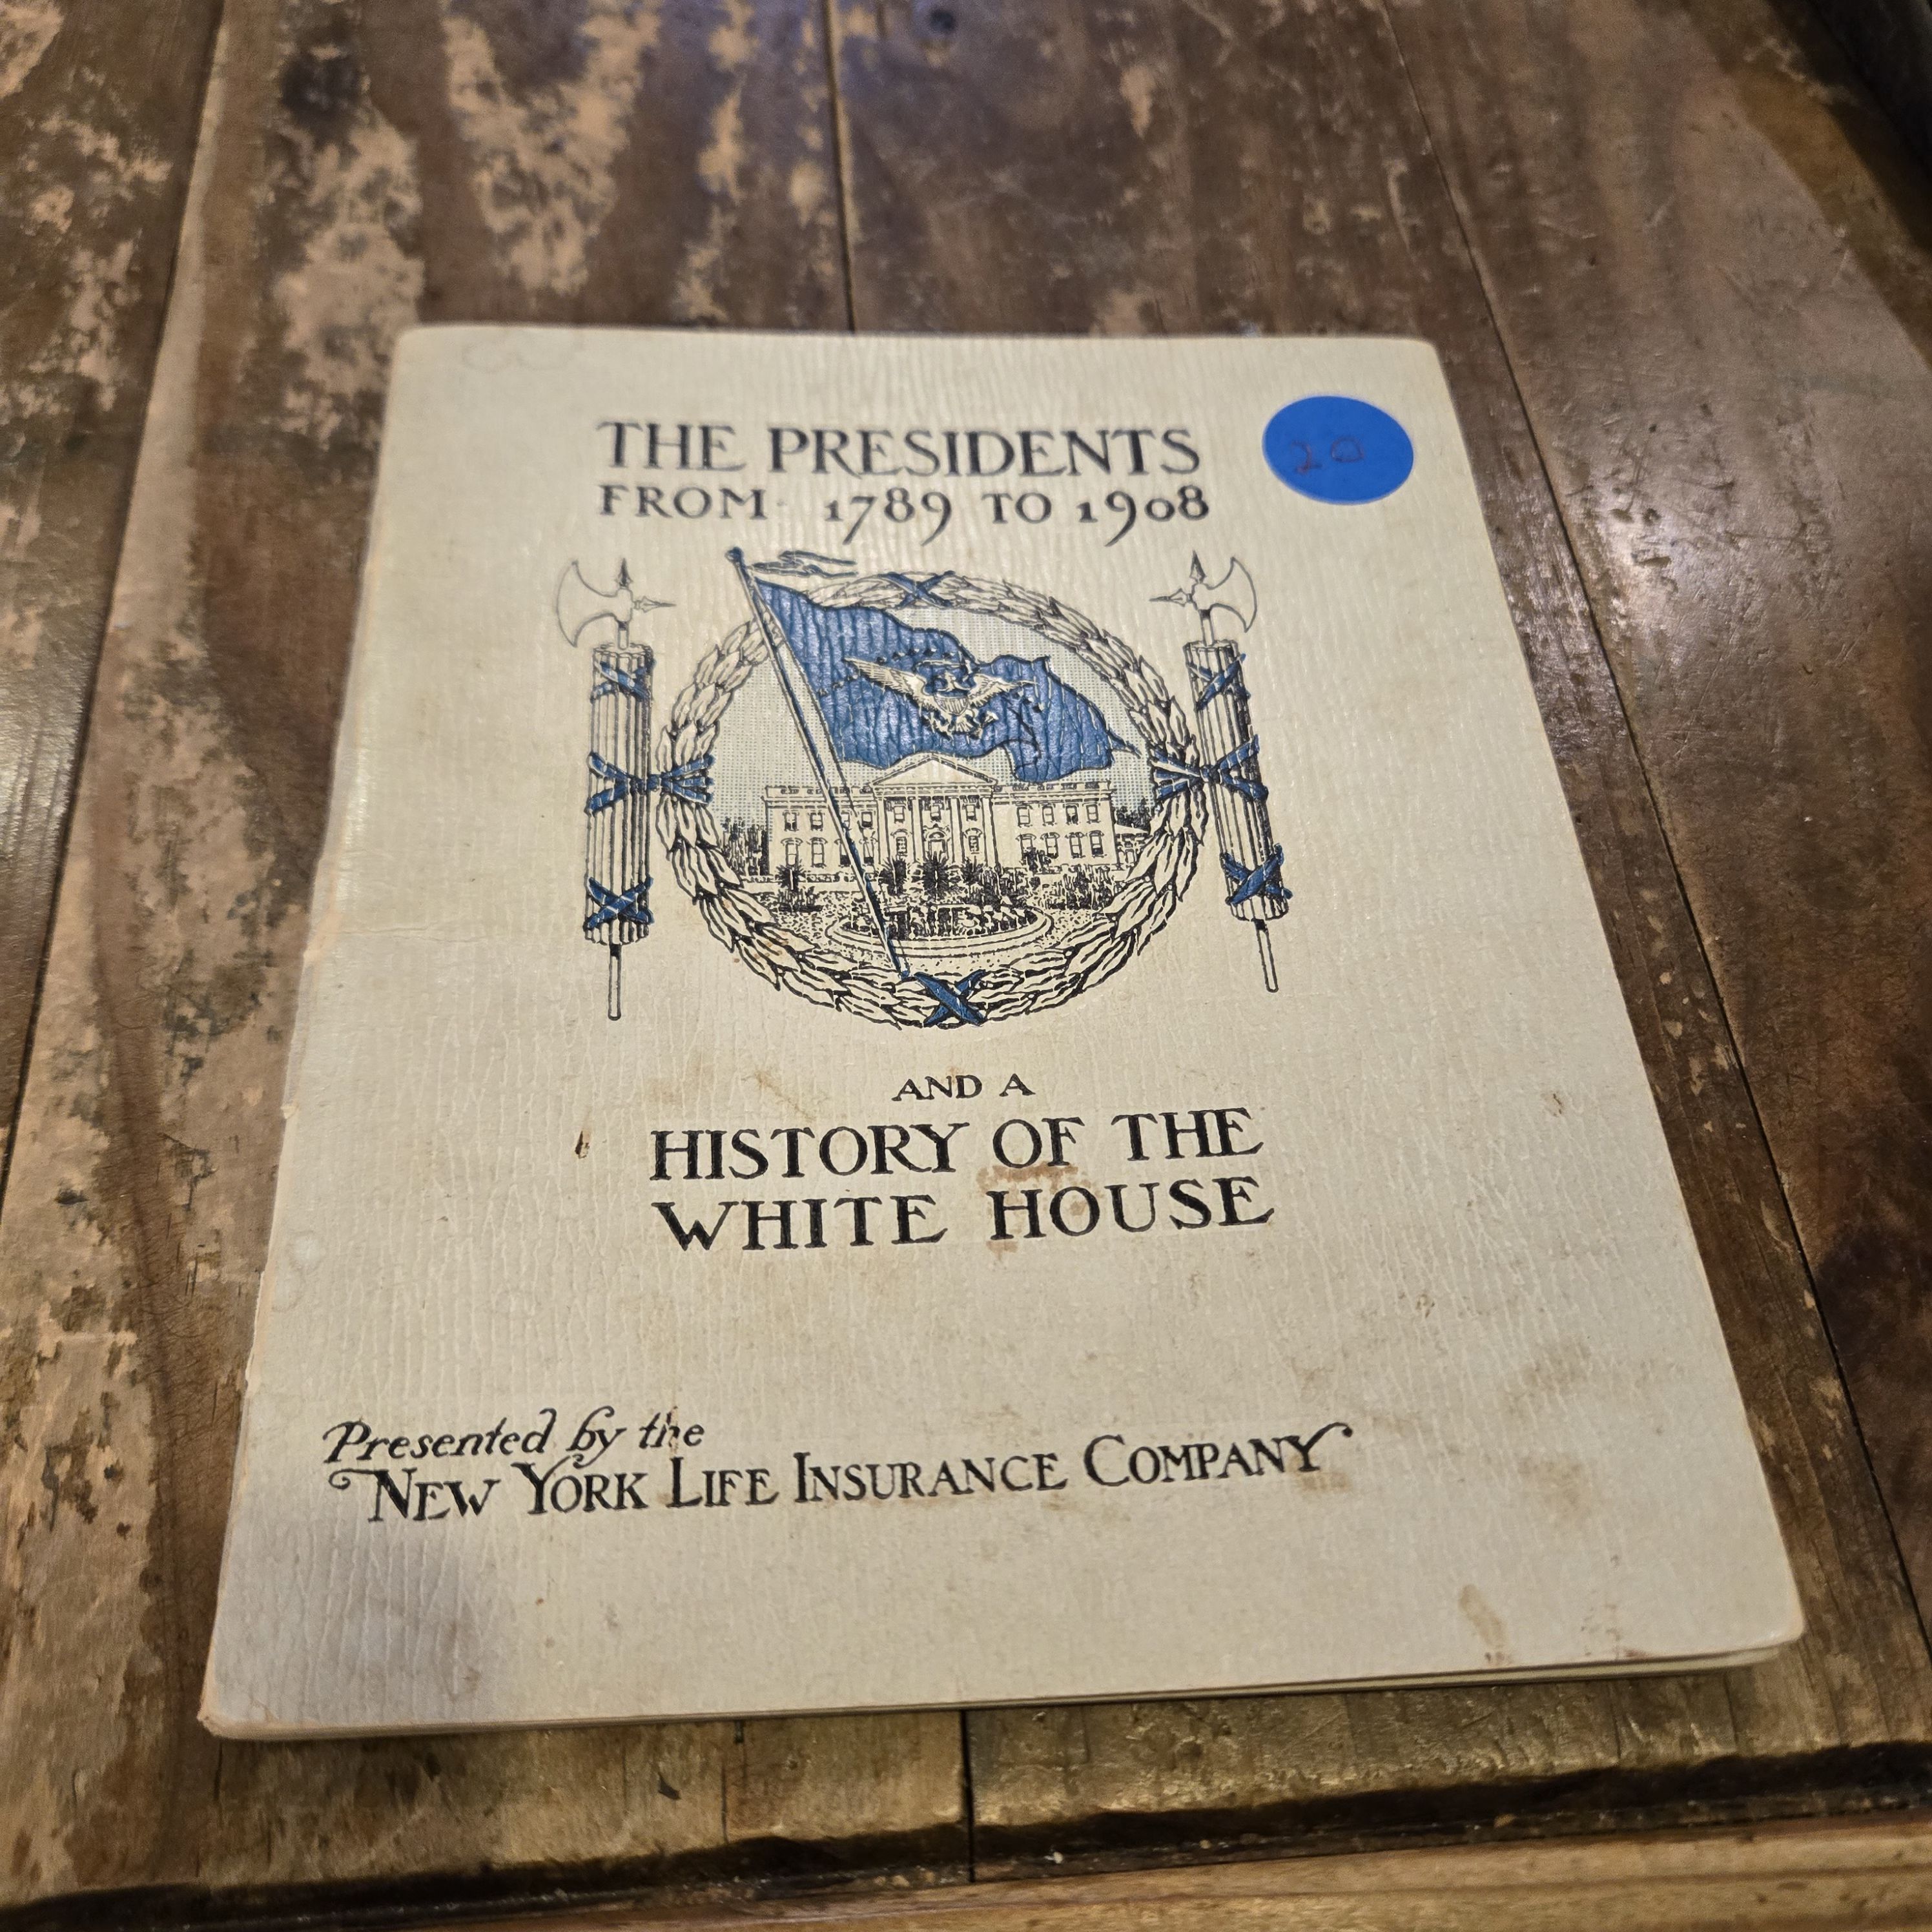 THE PRESIDENTS
FROM 1789 TO 1908
20
AND A
HISTORY OF THE
WHITE HOUSE
Presented by the
NEW YORK LIFE INSURANCE COMPANY